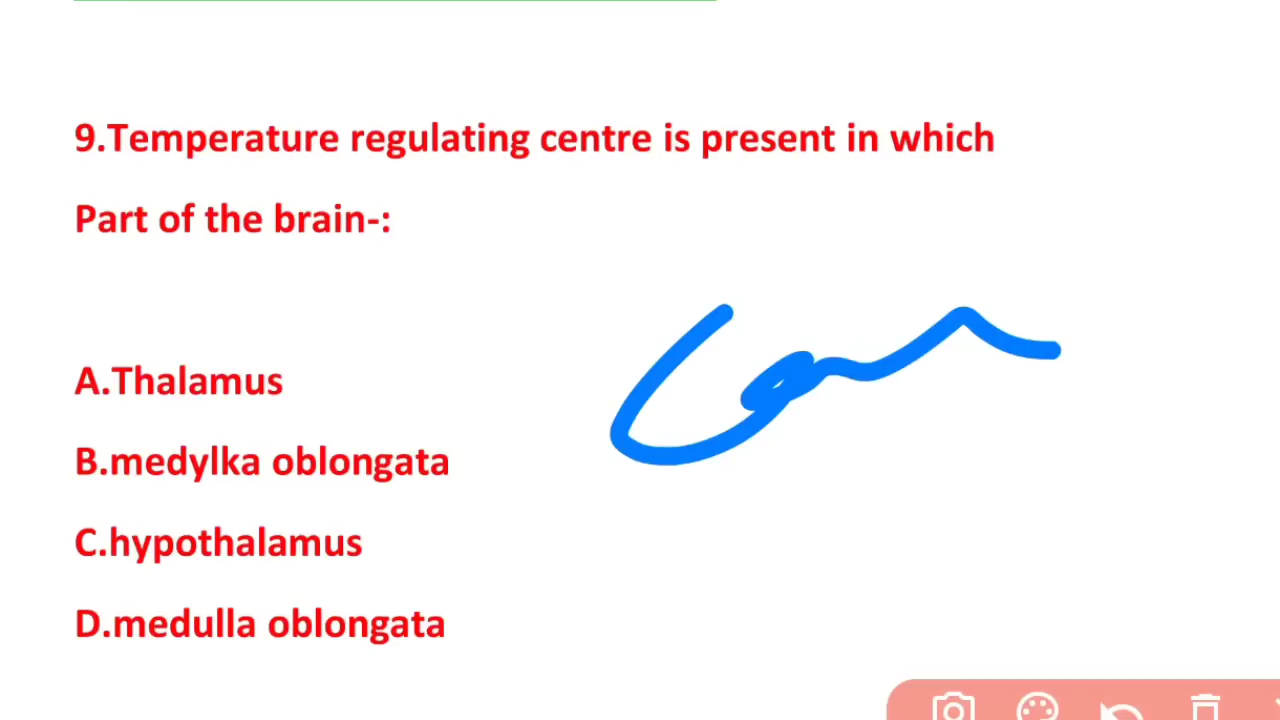 9.Temperature regulating centre is present in which
Part of the brain-:
A.Thalamus
B.medylka oblongata
C.hypothalamus
D.medulla oblongata